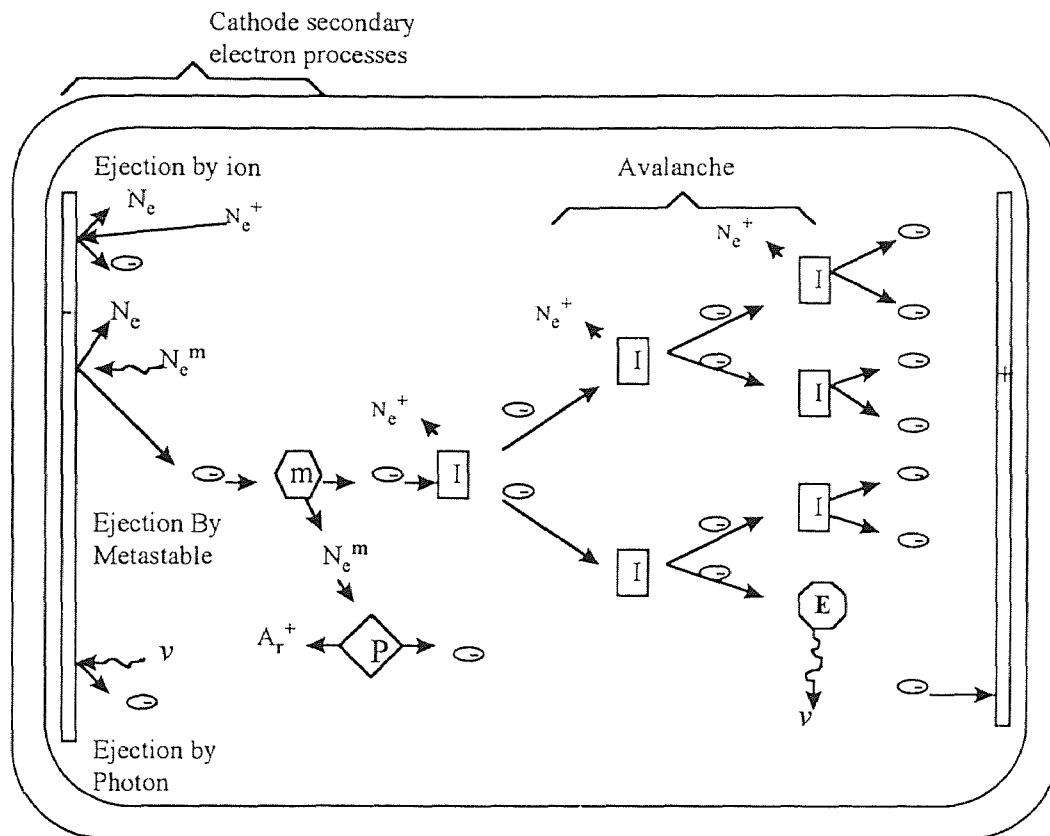 Cathode secondary
electron processes
Ejection by ion
Avalanche
Ne
Ne+
Ne+
I
-
Ne
Ne+
I
Nem
+
I
Ne+
m
I
I
Ejection By
Metastable
Nem
I
E
Ar+
P
ν
ν
Ejection by
Photon